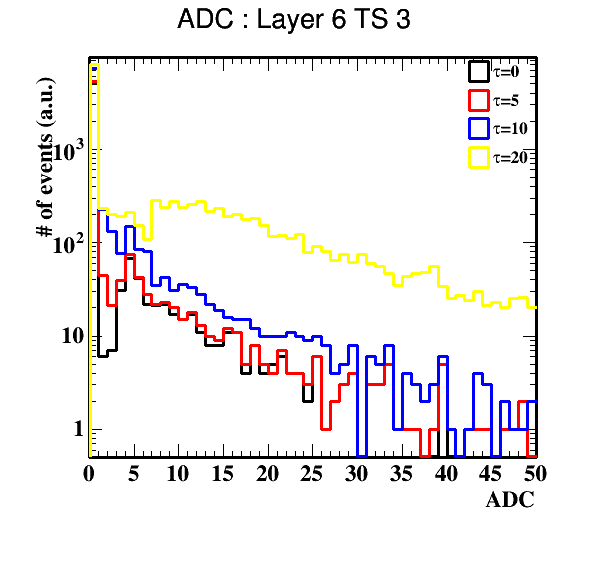 ADC : Layer 6 TS 3
# of events (a.u.)
τ=0
τ=5
τ=10
τ=20
10³
10²
10
1
0 5 10 15 20 25 30 35 40 45 50
ADC